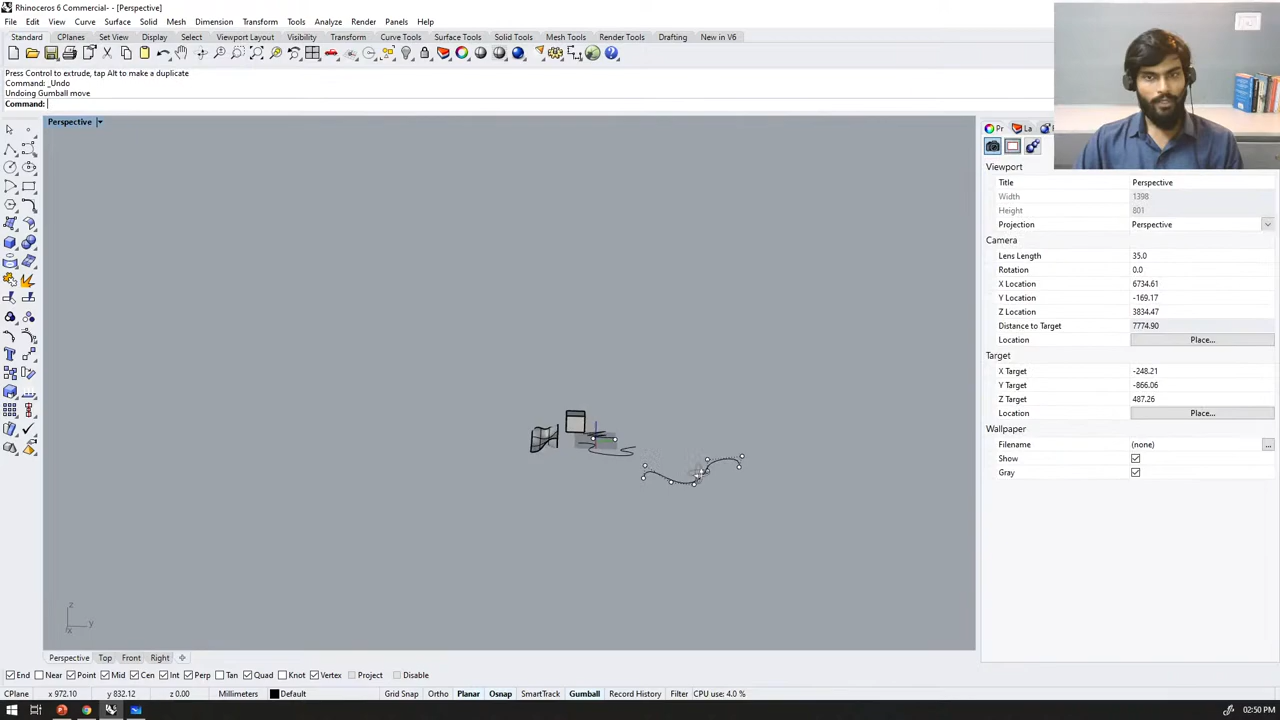 Rhinoceros 6 Commercial- - [Perspective]
File Edit View Curve Surface Solid Mesh Dimension Transform Tools Analyze Render Panels Help
Standard CPlanes Set View Display Select Viewport Layout Visibility Transform Curve Tools Surface Tools Solid Tools Mesh Tools Render Tools Drafting New in V6
Press Control to extrude, tap Alt to make a duplicate
Command: _Undo
Undoing Gumball move
Command:
Perspective
Pr La
Viewport
Title Perspective
Width 1398
Height 801
Projection Perspective
Camera
Lens Length 35.0
Rotation 0.0
X Location 6734.61
Y Location -169.17
Z Location 3834.47
Distance to Target 7774.90
Location Place...
Target
X Target -248.21
Y Target -866.06
Z Target 487.26
Location Place...
Wallpaper
Filename (none) ...
Show
Gray
z
y
x
Perspective Top Front Right
End Near Point Mid Cen Int Perp Tan Quad Knot Vertex Project Disable
CPlane x 972.10 y 832.12 z 0.00 Millimeters Default Grid Snap Ortho Planar Osnap SmartTrack Gumball Record History Filter CPU use: 4.0 %
02:50 PM